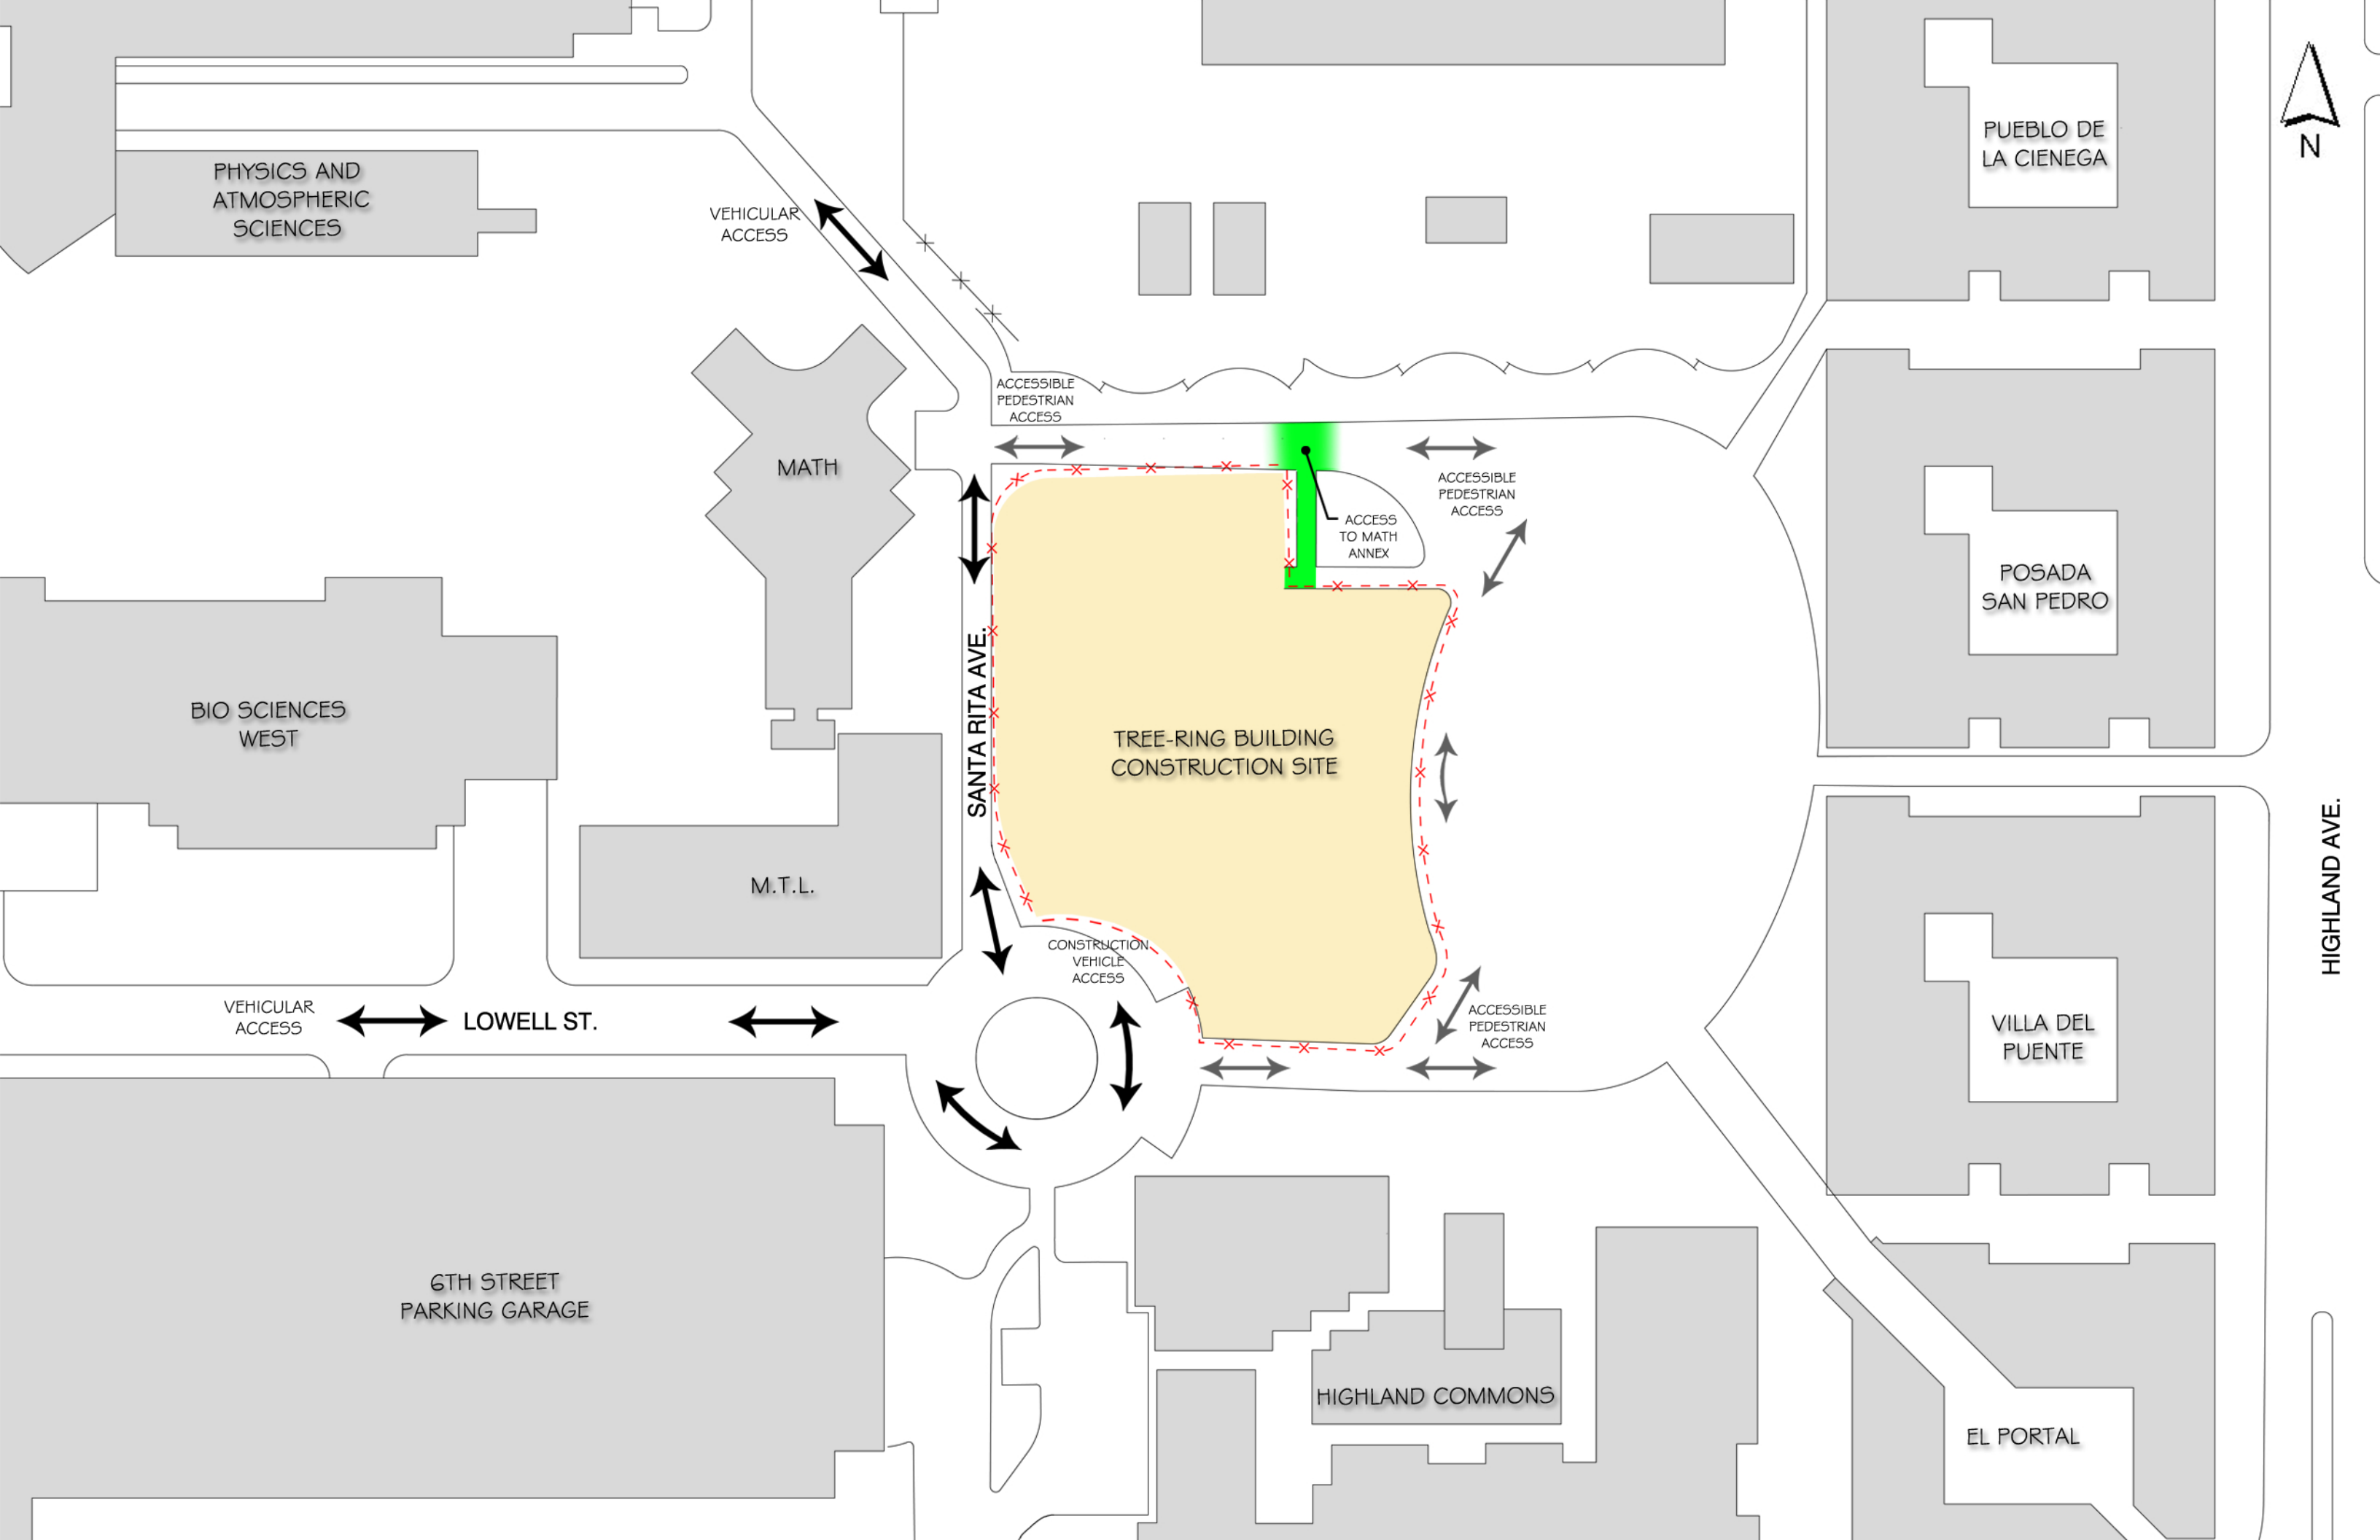 PUEBLO DE
LA CIENEGA
N
PHYSICS AND
ATMOSPHERIC
SCIENCES
VEHICULAR
ACCESS
ACCESSIBLE
PEDESTRIAN
ACCESS
MATH
ACCESSIBLE
PEDESTRIAN
ACCESS
ACCESS
TO MATH
ANNEX
POSADA
SAN PEDRO
BIO SCIENCES
WEST
SANTA RITA AVE.
TREE-RING BUILDING
CONSTRUCTION SITE
HIGHLAND AVE.
M.T.L.
CONSTRUCTION
VEHICLE
ACCESS
VEHICULAR
ACCESS
LOWELL ST.
ACCESSIBLE
PEDESTRIAN
ACCESS
VILLA DEL
PUENTE
6TH STREET
PARKING GARAGE
HIGHLAND COMMONS
EL PORTAL